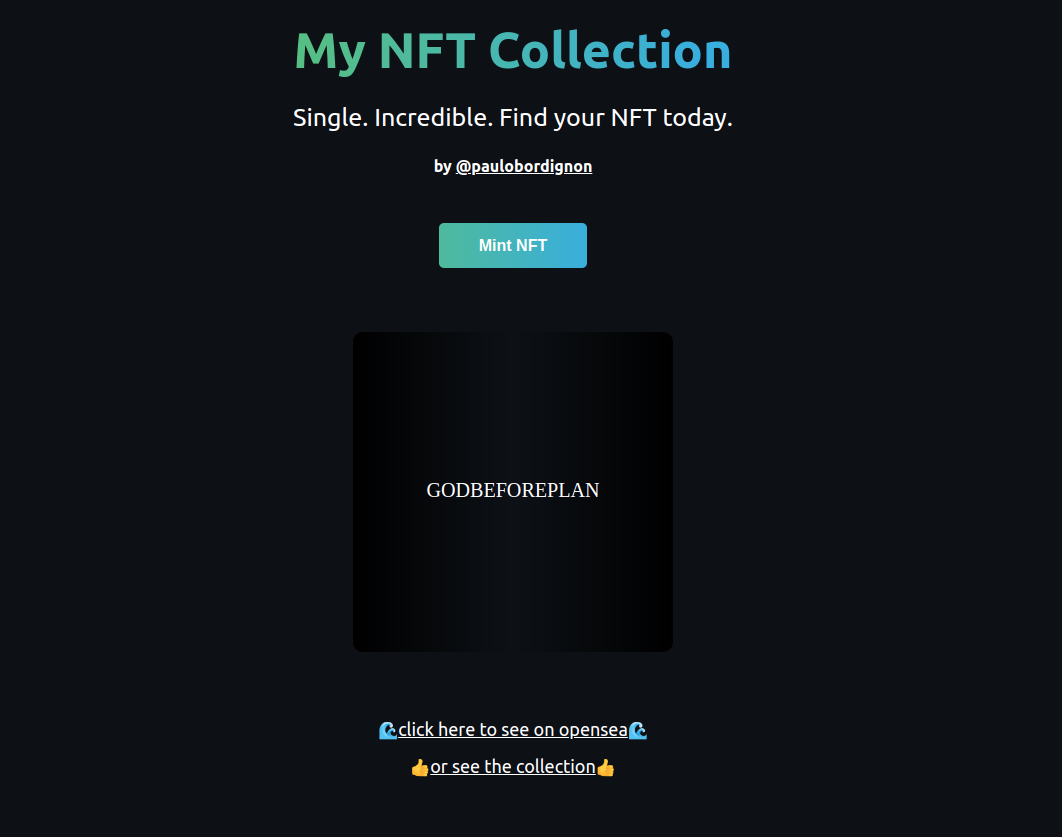 My NFT Collection
Single. Incredible. Find your NFT today.
by @paulobordignon
Mint NFT
GODBEFOREPLAN
🌊click here to see on opensea🌊
👍or see the collection👍